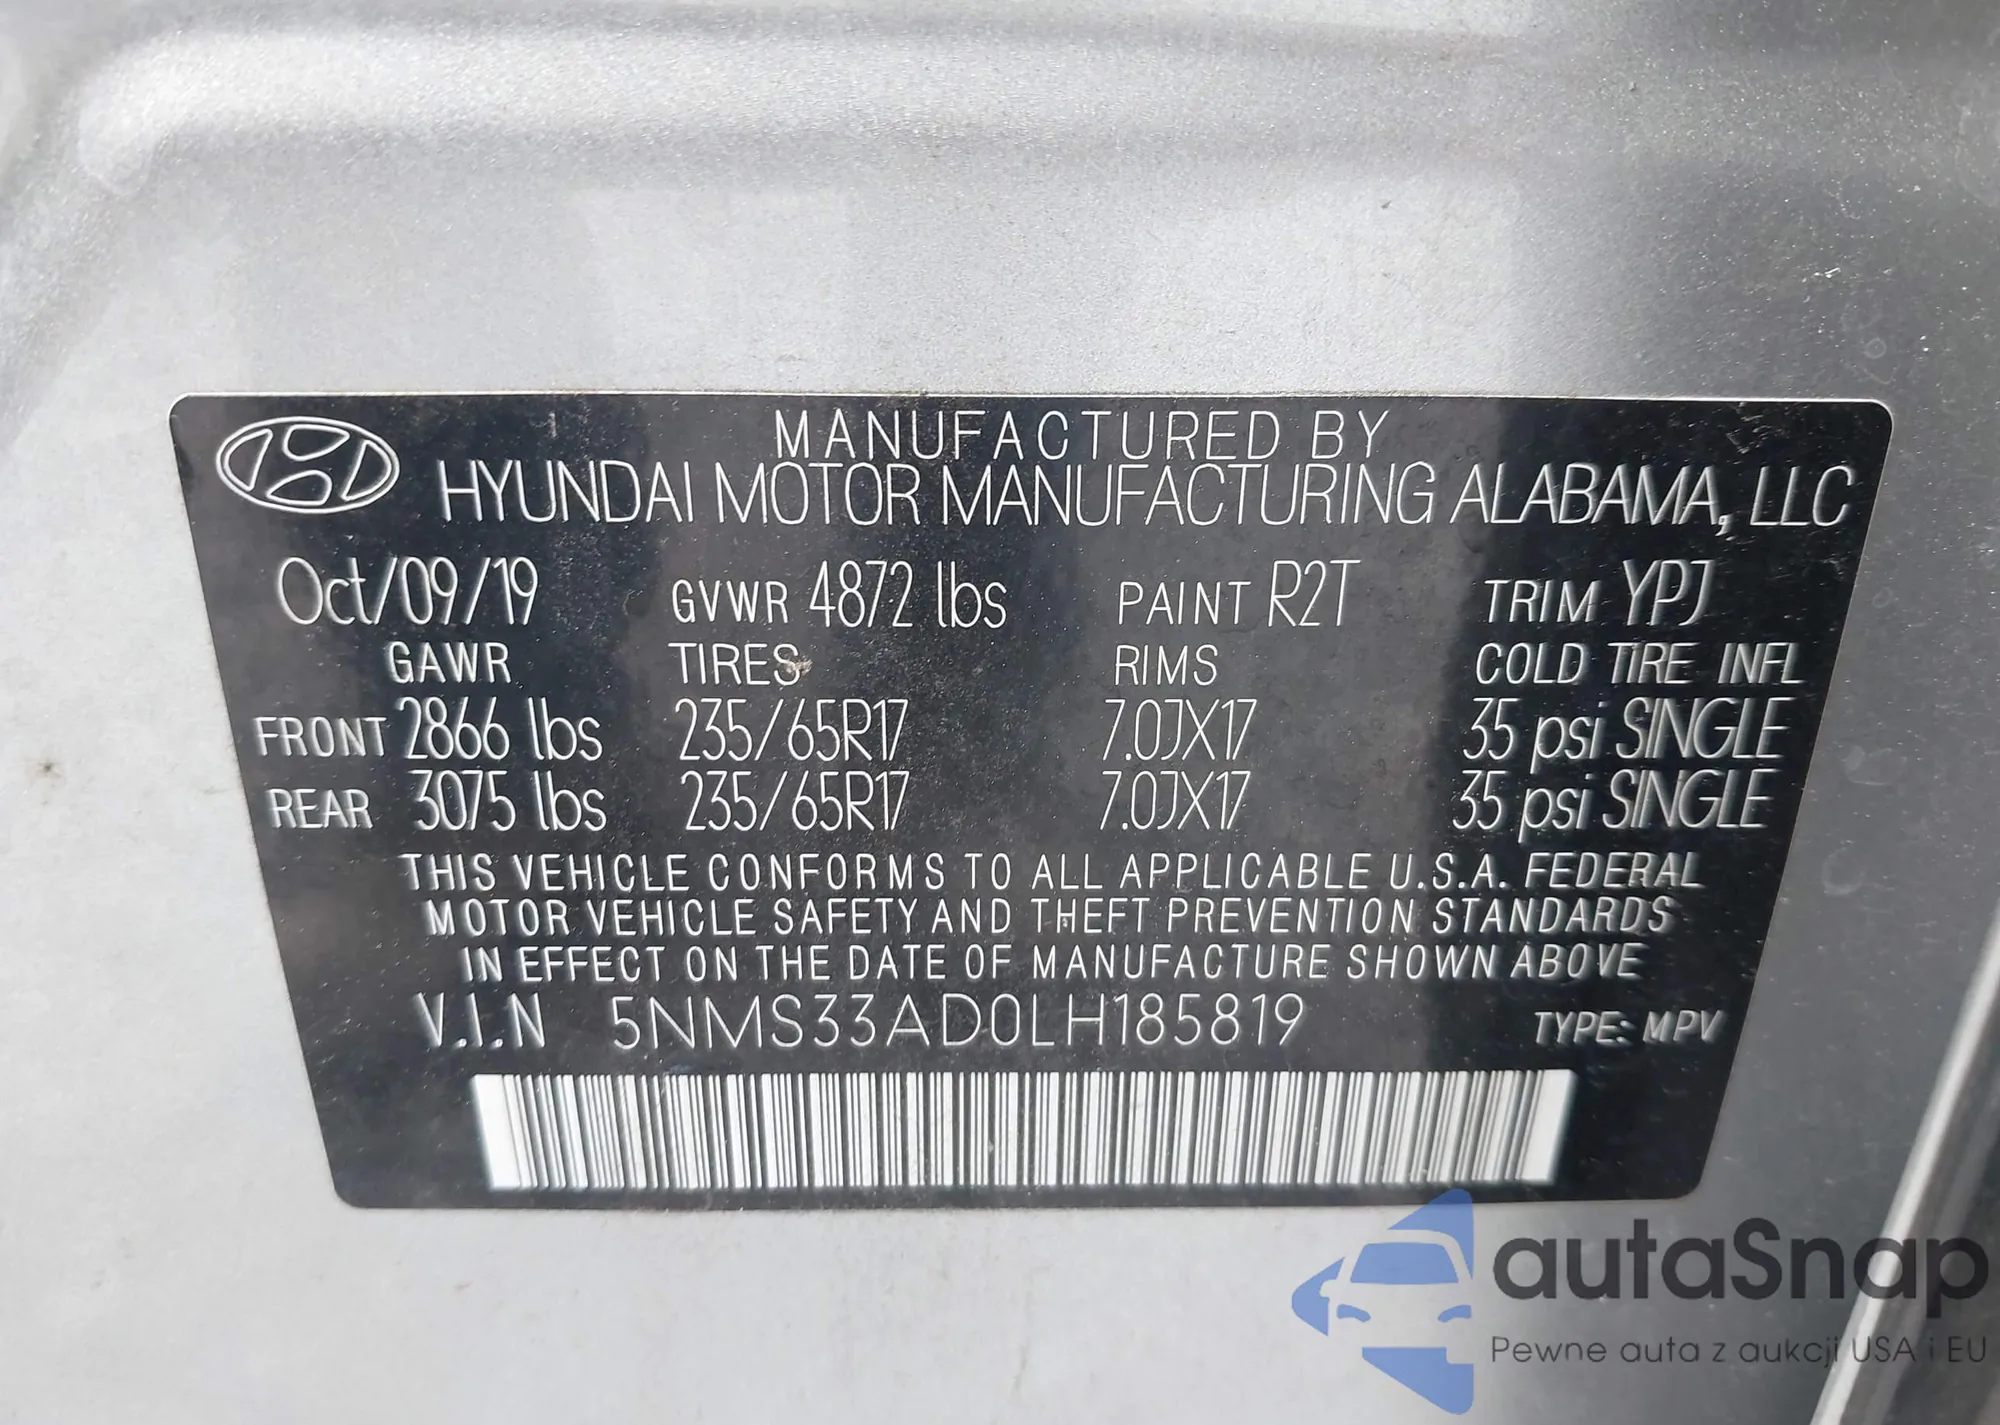 MANUFACTURED BY
HYUNDAI MOTOR MANUFACTURING ALABAMA, LLC
Oct/09/19 GVWR 4872 lbs PAINT R2T TRIM YPJ
GAWR TIRES RIMS COLD TIRE INFL
FRONT 2866 lbs 235/65R17 7.0JX17 35 psi SINGLE
REAR 3075 lbs 235/65R17 7.0JX17 35 psi SINGLE
THIS VEHICLE CONFORMS TO ALL APPLICABLE U.S.A. FEDERAL
MOTOR VEHICLE SAFETY AND THEFT PREVENTION STANDARDS
IN EFFECT ON THE DATE OF MANUFACTURE SHOWN ABOVE
V.I.N 5NMS33AD0LH185819 TYPE: MPV
autaSnap
Pewne auta z aukcji USA i EU